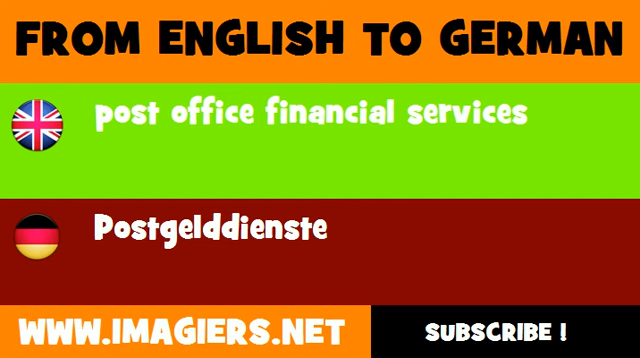 FROM ENGLISH TO GERMAN
post office financial services
Postgelddienste
WWW.IMAGIERS.NET
SUBSCRIBE !